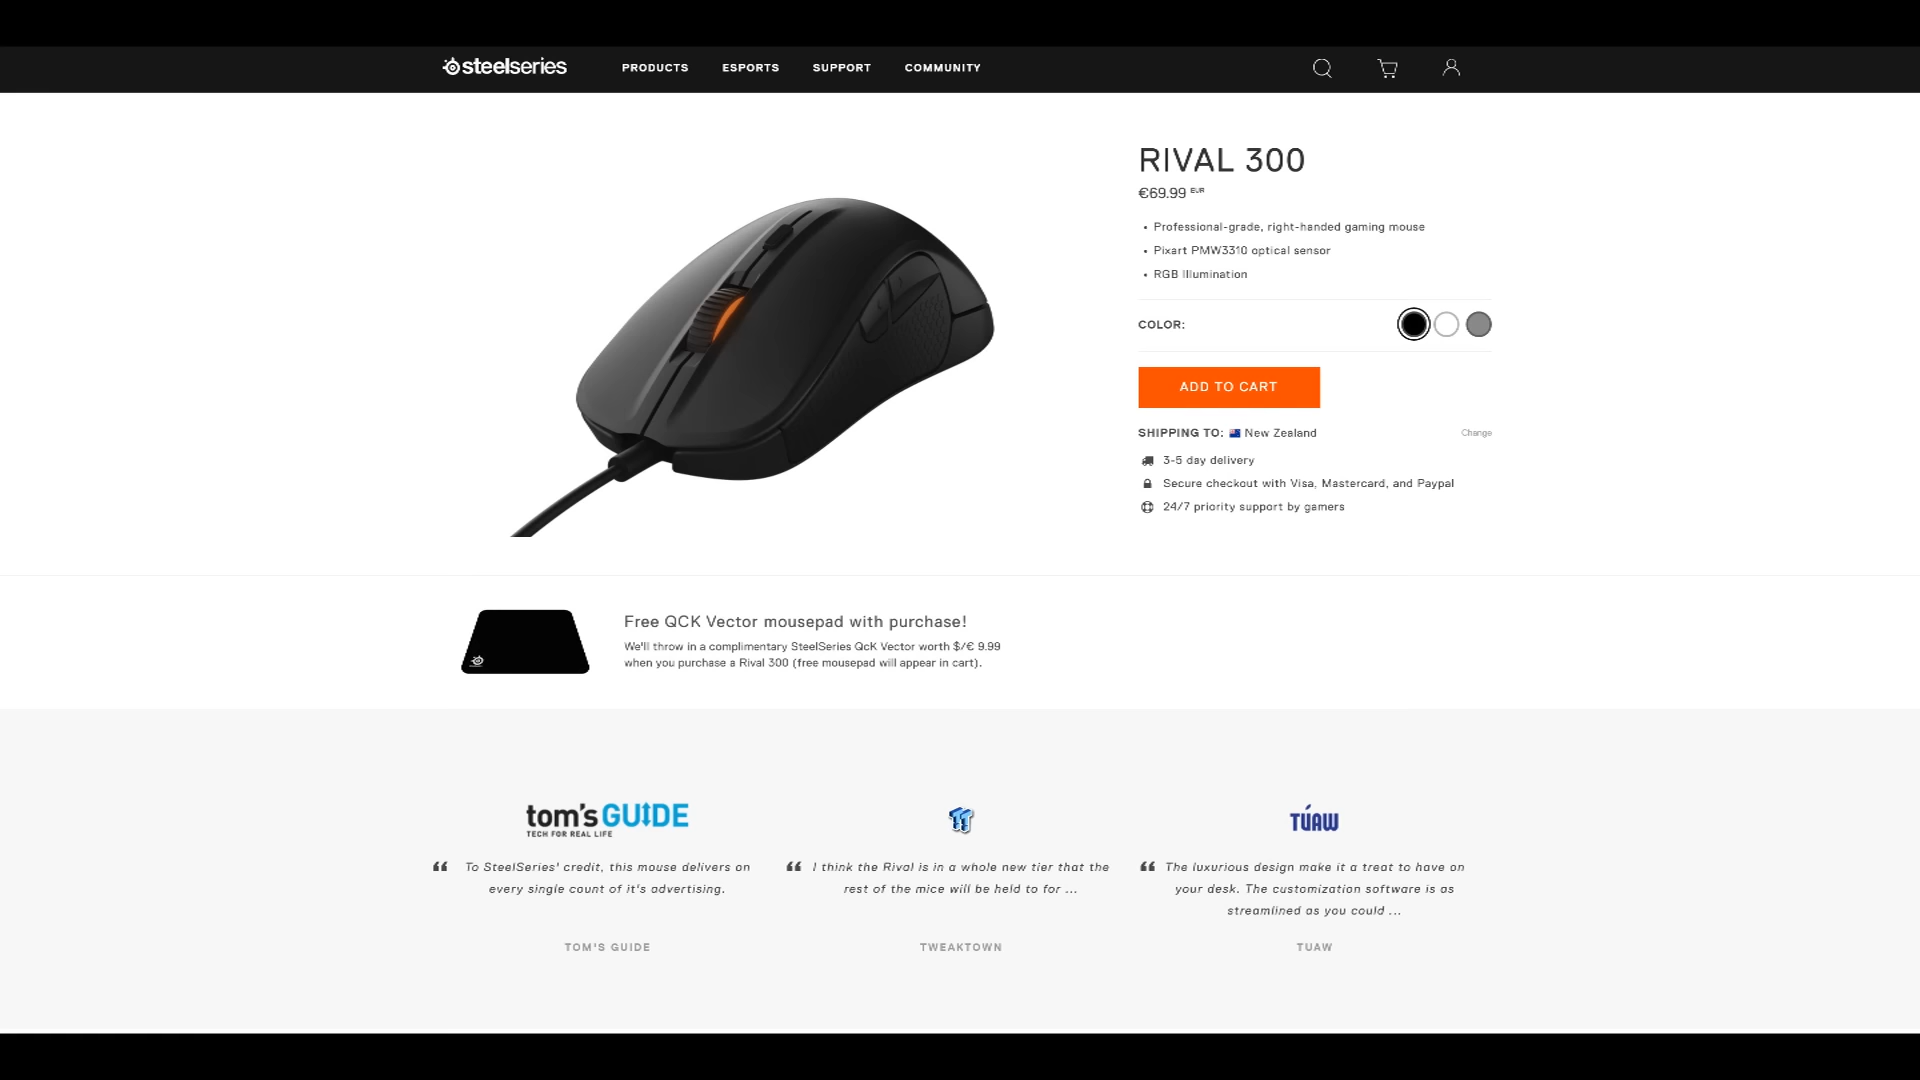 steelseries
PRODUCTS
ESPORTS
SUPPORT
COMMUNITY
RIVAL 300
€69.99 EUR
• Professional-grade, right-handed gaming mouse
• Pixart PMW3310 optical sensor
• RGB Illumination
COLOR:
ADD TO CART
SHIPPING TO: New Zealand
Change
3-5 day delivery
Secure checkout with Visa, Mastercard, and Paypal
24/7 priority support by gamers
Free QCK Vector mousepad with purchase!
We'll throw in a complimentary SteelSeries QcK Vector worth $/€ 9.99
when you purchase a Rival 300 (free mousepad will appear in cart).
tom's GUIDE
TECH FOR REAL LIFE
“ To SteelSeries' credit, this mouse delivers on
every single count of it's advertising.
TOM'S GUIDE
TT
“ I think the Rival is in a whole new tier that the
rest of the mice will be held to for ...
TWEAKTOWN
TÚAW
“ The luxurious design make it a treat to have on
your desk. The customization software is as
streamlined as you could ...
TUAW